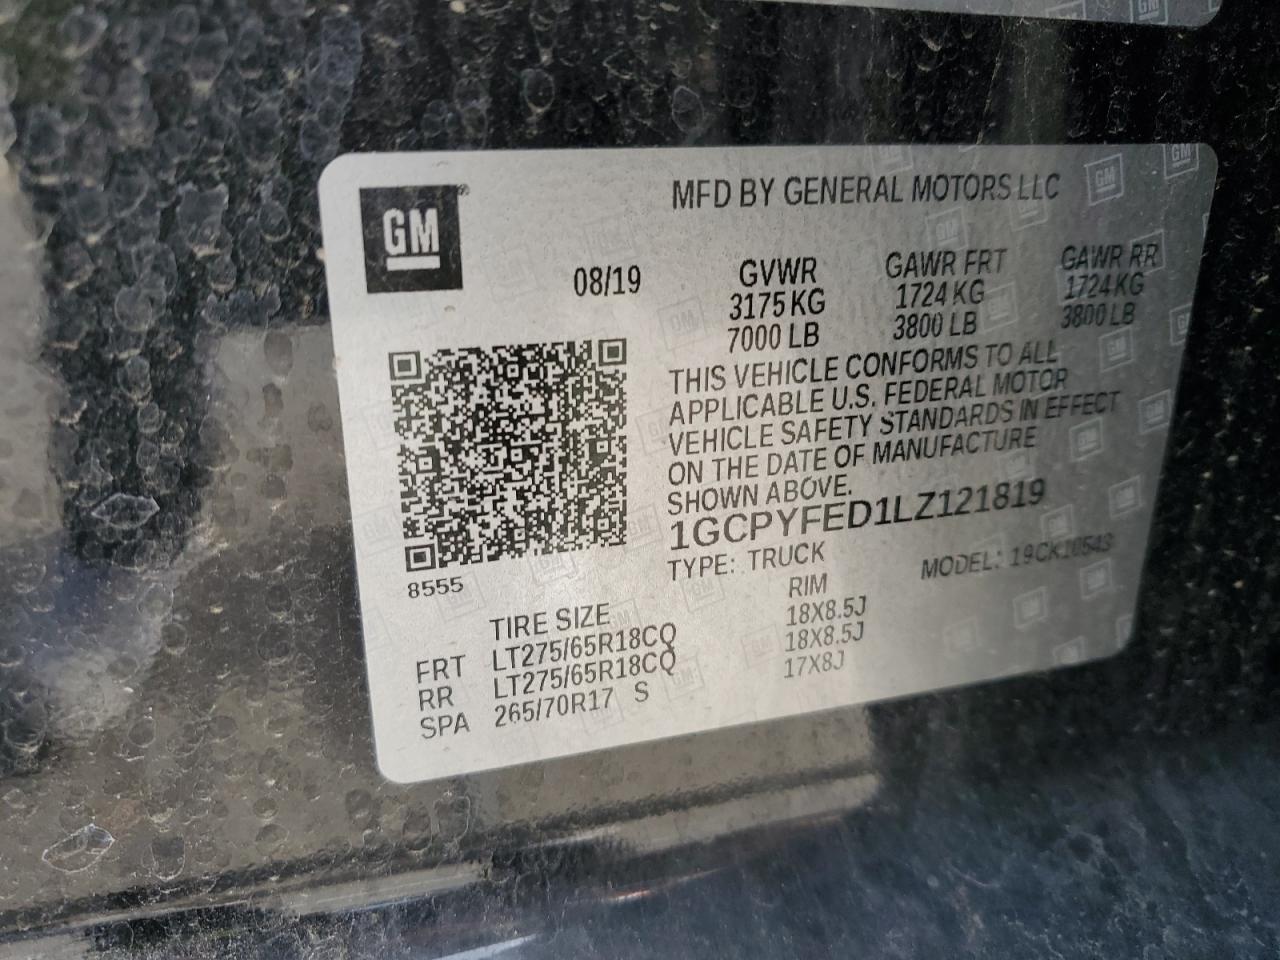 GM
MFD BY GENERAL MOTORS LLC
08/19
GVWR GAWR FRT GAWR RR
3175 KG 1724 KG 1724 KG
7000 LB 3800 LB 3800 LB
THIS VEHICLE CONFORMS TO ALL
APPLICABLE U.S. FEDERAL MOTOR
VEHICLE SAFETY STANDARDS IN EFFECT
ON THE DATE OF MANUFACTURE
SHOWN ABOVE.
1GCPYFED1LZ121819
TYPE: TRUCK MODEL: 19CK10543
8555
TIRE SIZE RIM
FRT LT275/65R18CQ 18X8.5J
RR LT275/65R18CQ 18X8.5J
SPA 265/70R17 S 17X8J